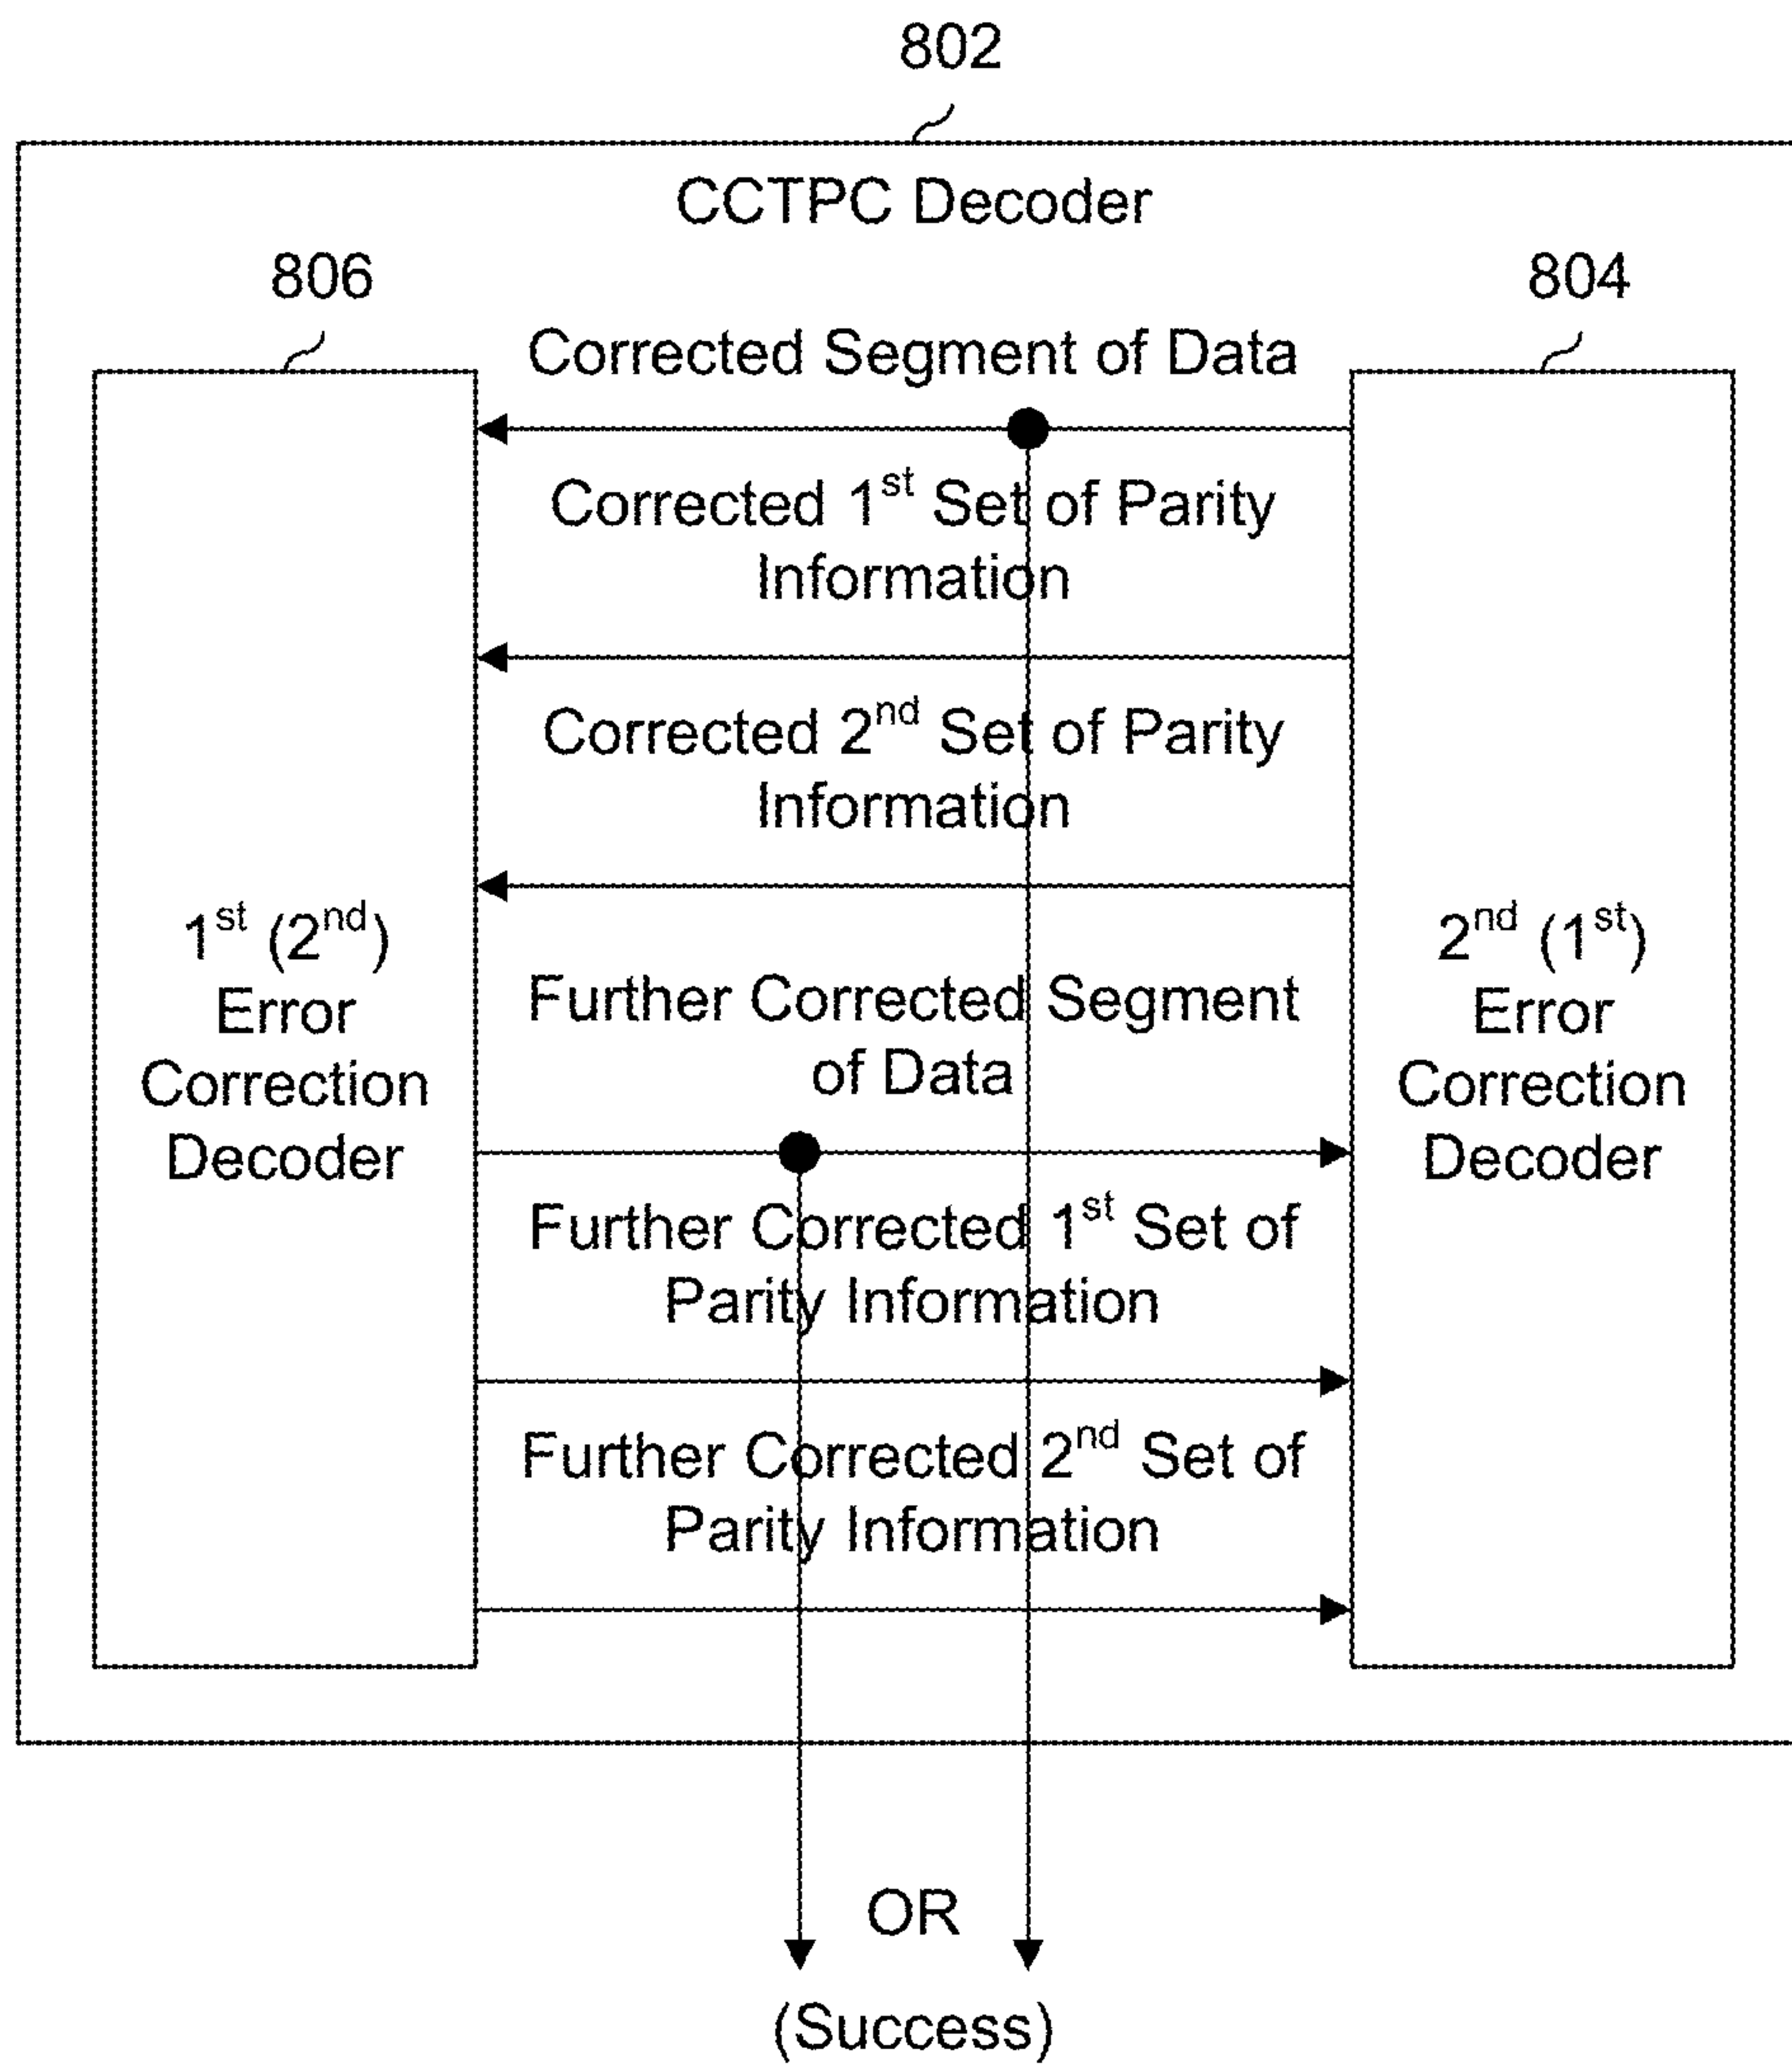 802
CCTPC Decoder
806
804
Corrected Segment of Data
Corrected 1st Set of Parity
Information
Corrected 2nd Set of Parity
Information
1st (2nd)
Error
Correction
Decoder
2nd (1st)
Error
Correction
Decoder
Further Corrected Segment
of Data
Further Corrected 1st Set of
Parity Information
Further Corrected 2nd Set of
Parity Information
OR
(Success)